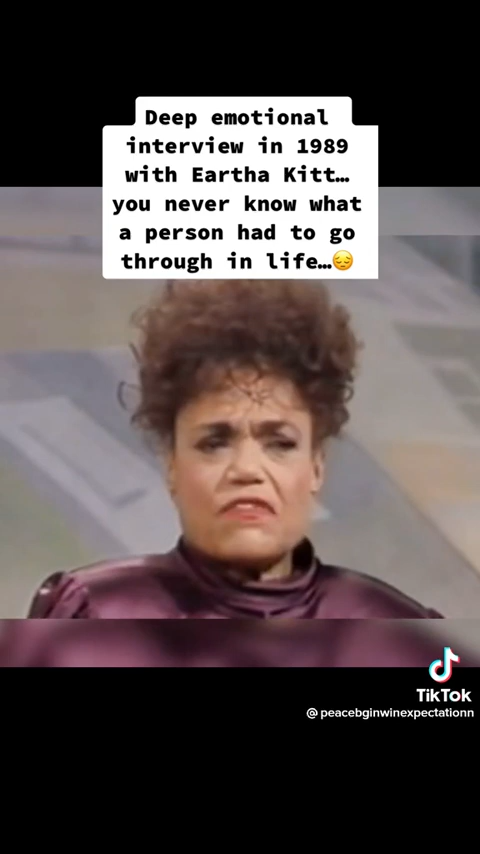 Deep emotional
interview in 1989
with Eartha Kitt…
you never know what
a person had to go
through in life…😔
TikTok
@ peacebginwinexpectationn